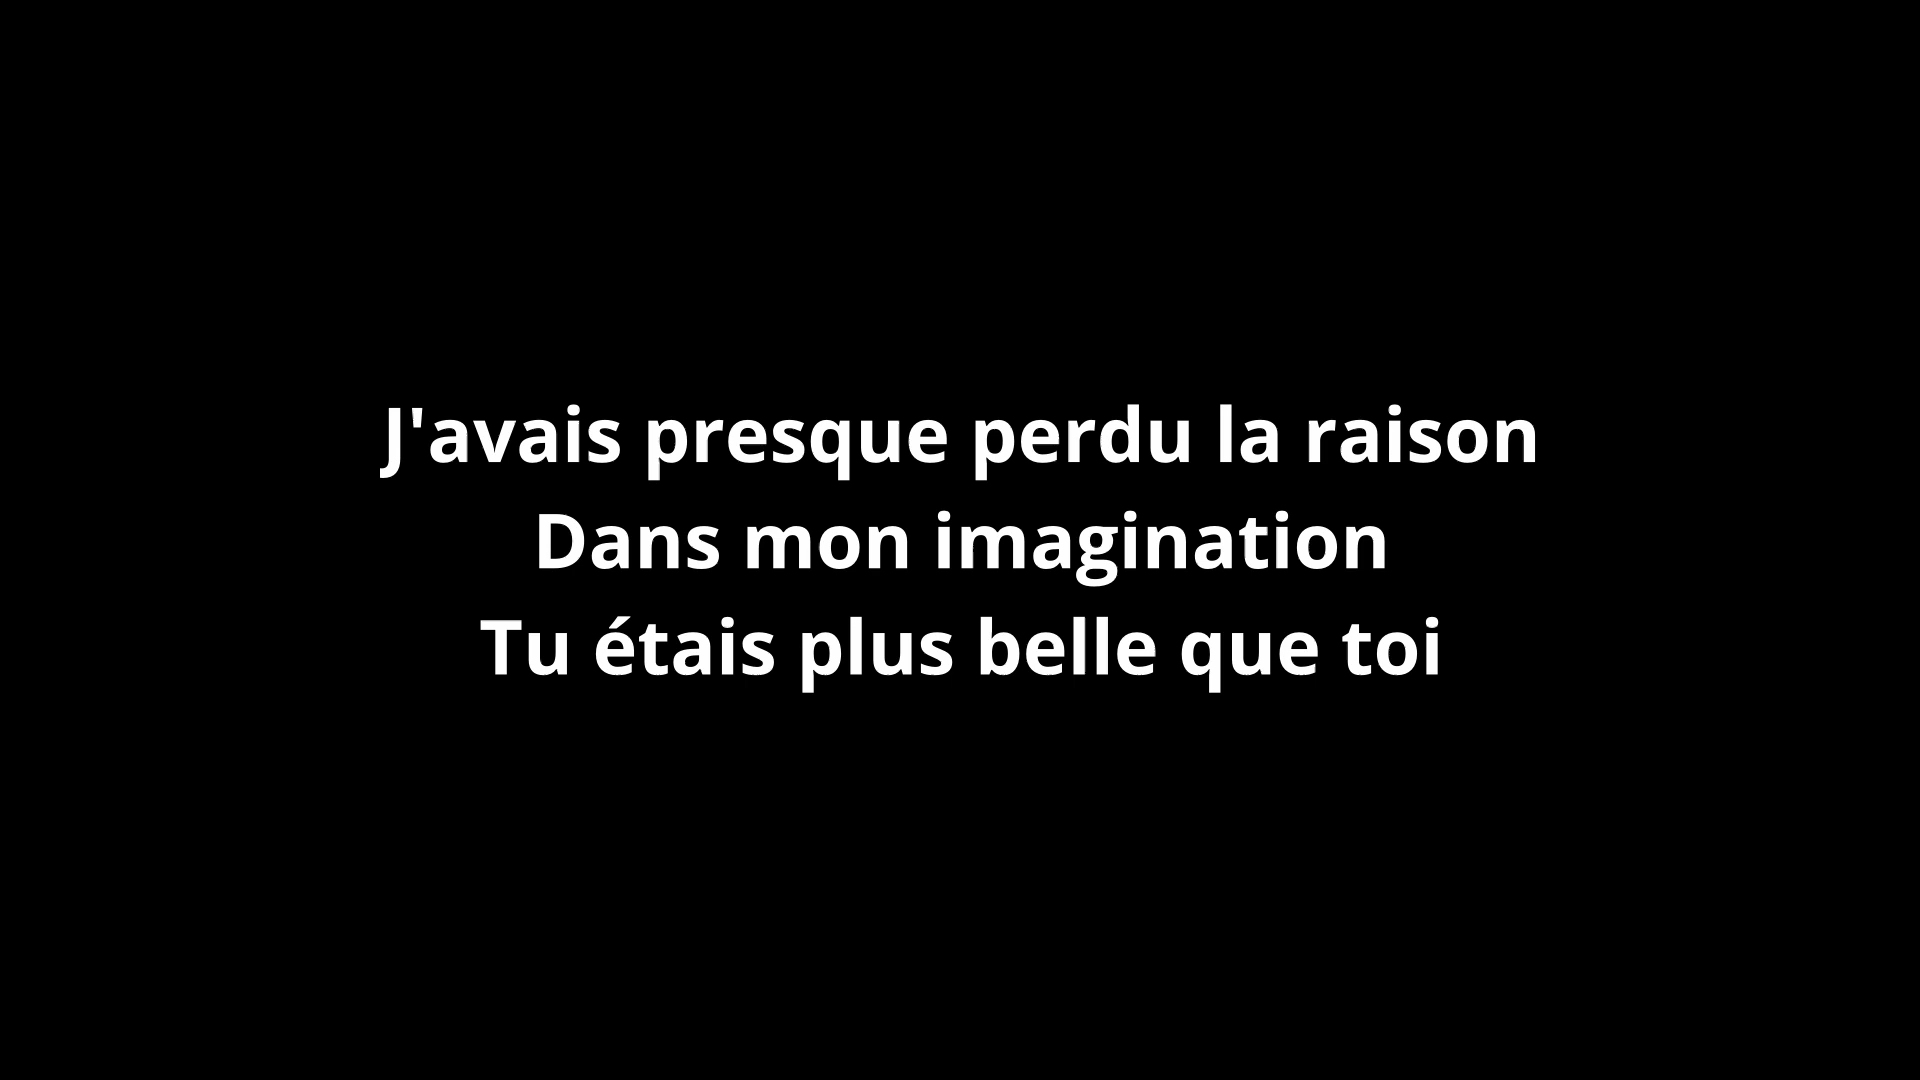 J'avais presque perdu la raison
Dans mon imagination
Tu étais plus belle que toi